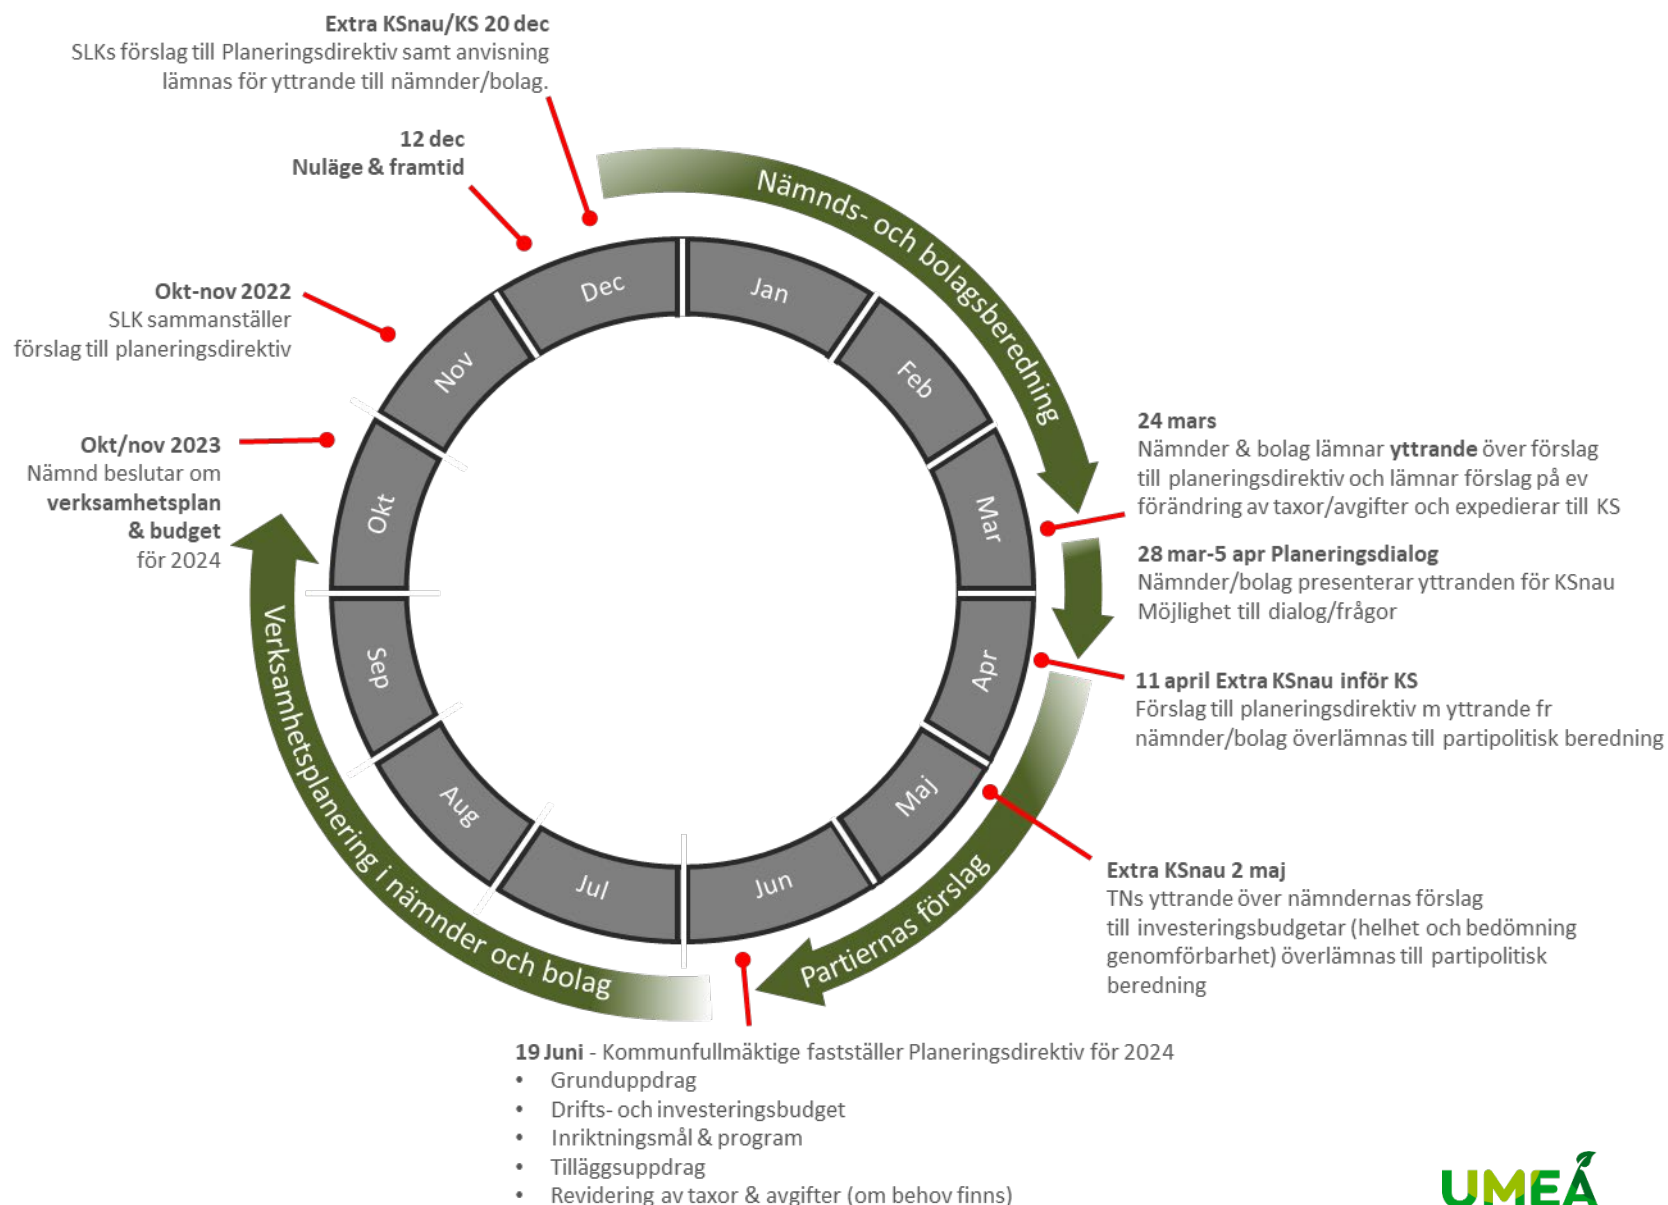 Extra KSnau/KS 20 dec
SLKs förslag till Planeringsdirektiv samt anvisning
lämnas för yttrande till nämnder/bolag.
12 dec
Nuläge & framtid
Okt-nov 2022
SLK sammanställer
förslag till planeringsdirektiv
Okt/nov 2023
Nämnd beslutar om
verksamhetsplan
& budget
för 2024
Nämnds- och bolagsberedning
Jan
Feb
Mar
Apr
Maj
Jun
Jul
Aug
Sep
Okt
Nov
Dec
24 mars
Nämnder & bolag lämnar yttrande över förslag
till planeringsdirektiv och lämnar förslag på ev
förändring av taxor/avgifter och expedierar till KS
28 mar-5 apr Planeringsdialog
Nämnder/bolag presenterar yttranden för KSnau
Möjlighet till dialog/frågor
11 april Extra KSnau inför KS
Förslag till planeringsdirektiv m yttrande fr
nämnder/bolag överlämnas till partipolitisk beredning
Extra KSnau 2 maj
TNs yttrande över nämndernas förslag
till investeringsbudgetar (helhet och bedömning
genomförbarhet) överlämnas till partipolitisk
beredning
Partiernas förslag
Verksamhetsplanering i nämnder och bolag
19 Juni - Kommunfullmäktige fastställer Planeringsdirektiv för 2024
• Grunduppdrag
• Drifts- och investeringsbudget
• Inriktningsmål & program
• Tilläggsuppdrag
• Revidering av taxor & avgifter (om behov finns)
UMEÅ